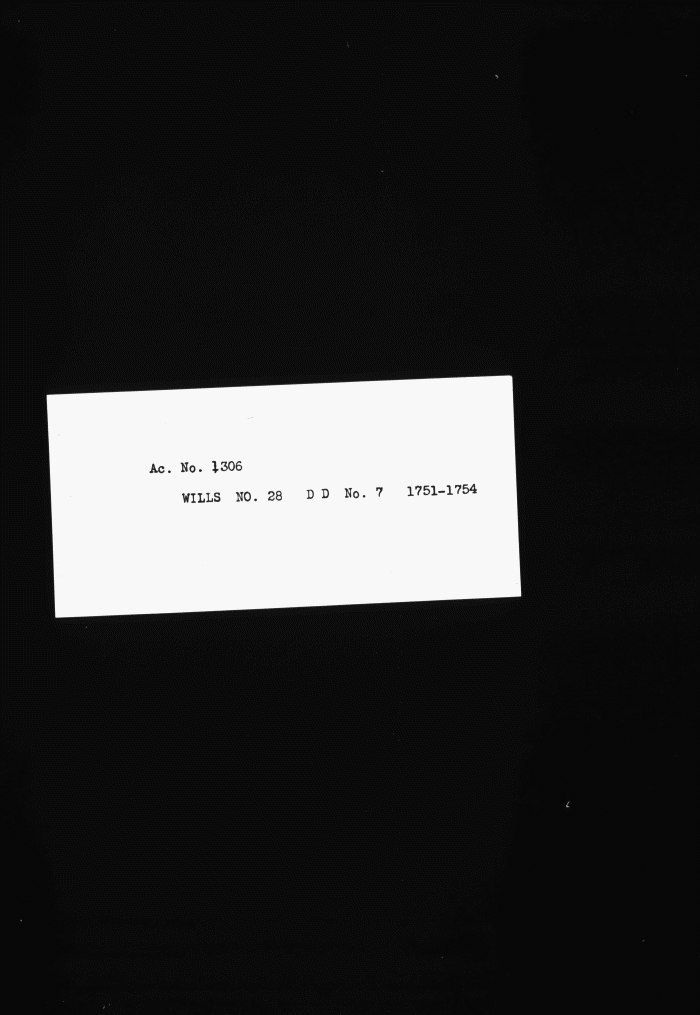 Ac. No. 1306
WILLS NO. 28 D D No. 7 1751-1754